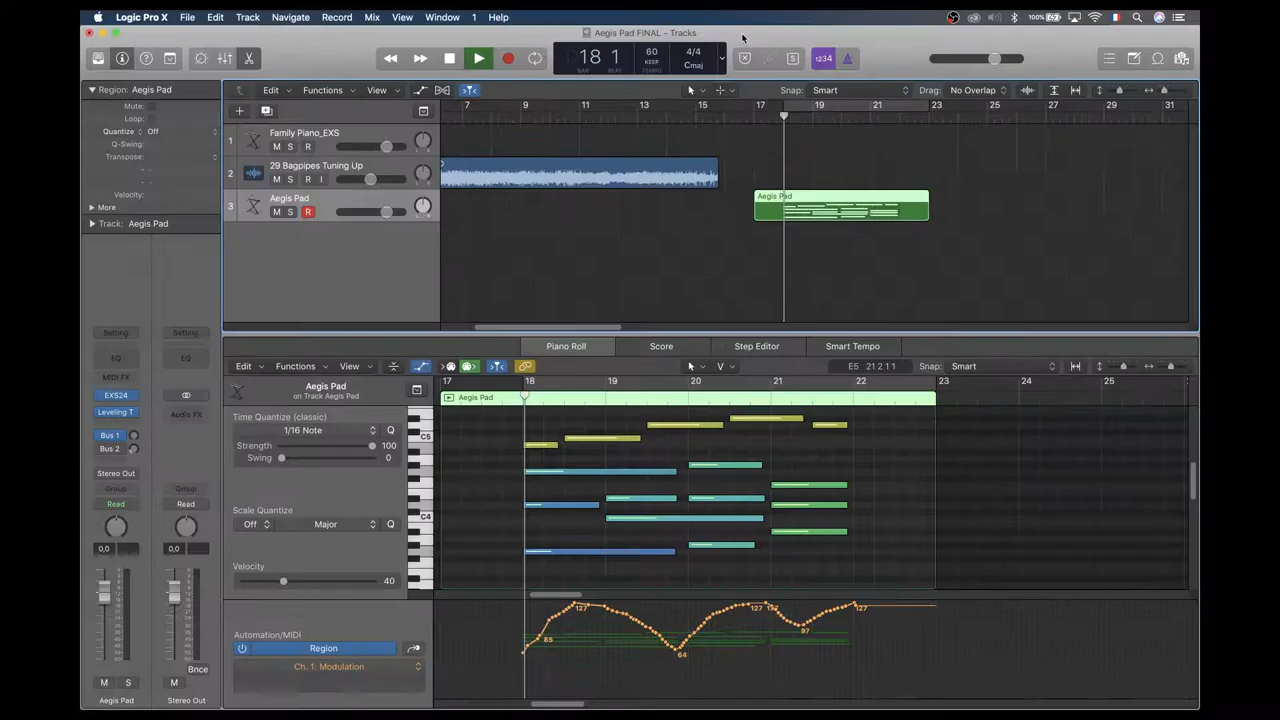 Logic Pro X File Edit Track Navigate Record Mix View Window 1 Help 100%
Aegis Pad FINAL - Tracks
18 1 60 4/4
BAR BEAT KEEP TEMPO Cmaj
1234
Region: Aegis Pad
Mute:
Loop:
Quantize Off
Q-Swing:
Transpose:
Velocity:
More
Track: Aegis Pad
Edit Functions View Snap: Smart Drag: No Overlap
7 9 11 13 15 17 19 21 23 25 27 29 31
1 Family Piano_EXS
M S R
2 29 Bagpipes Tuning Up
M S R I
3 Aegis Pad
M S R
Aegis Pad
Setting Setting
EQ EQ
MIDI FX
EXS24
Leveling T Audio FX
Bus 1
Bus 2
Stereo Out
Group Group
Read Read
0,0 0,0
Bnce
M S M
Aegis Pad Stereo Out
Piano Roll Score Step Editor Smart Tempo
Edit Functions View V E5 21 2 1 1 Snap: Smart
Aegis Pad
on Track Aegis Pad
17 18 19 20 21 22 23 24 25
Aegis Pad
Time Quantize (classic)
1/16 Note Q
Strength 100
Swing 0
Scale Quantize
Off Major Q
Velocity
40
C5
C4
Automation/MIDI
Region
Ch. 1: Modulation
85 127 64 127 127 97 127